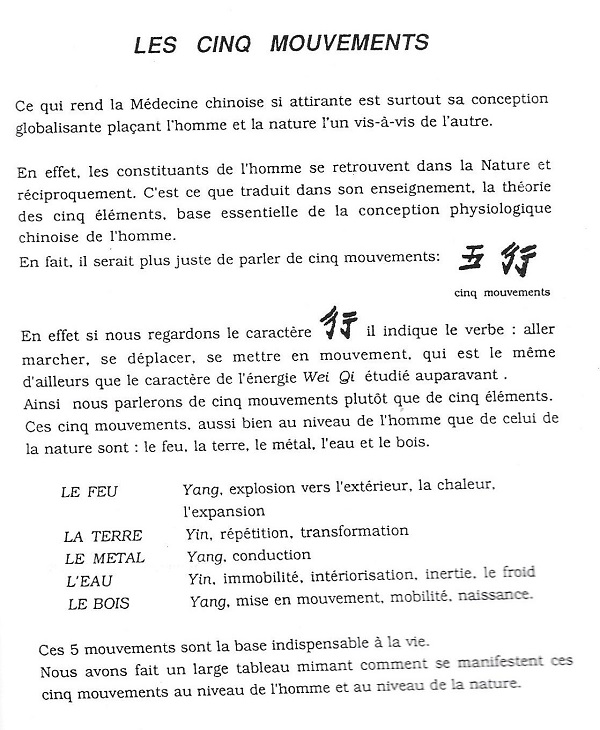 LES CINQ MOUVEMENTS
Ce qui rend la Médecine chinoise si attirante est surtout sa conception
globalisante plaçant l'homme et la nature l'un vis-à-vis de l'autre.
En effet, les constituants de l'homme se retrouvent dans la Nature et
réciproquement. C'est ce que traduit dans son enseignement, la théorie
des cinq éléments, base essentielle de la conception physiologique
chinoise de l'homme.
En fait, il serait plus juste de parler de cinq mouvements: 五 行
cinq mouvements
En effet si nous regardons le caractère 行 il indique le verbe : aller
marcher, se déplacer, se mettre en mouvement, qui est le même
d'ailleurs que le caractère de l'énergie Wei Qi étudié auparavant .
Ainsi nous parlerons de cinq mouvements plutôt que de cinq éléments.
Ces cinq mouvements, aussi bien au niveau de l'homme que de celui de
la nature sont : le feu, la terre, le métal, l'eau et le bois.
LE FEU Yang, explosion vers l'extérieur, la chaleur,
l'expansion
LA TERRE Yin, répétition, transformation
LE METAL Yang, conduction
L'EAU Yin, immobilité, intériorisation, inertie, le froid
LE BOIS Yang, mise en mouvement, mobilité, naissance.
Ces 5 mouvements sont la base indispensable à la vie.
Nous avons fait un large tableau mimant comment se manifestent ces
cinq mouvements au niveau de l'homme et au niveau de la nature.